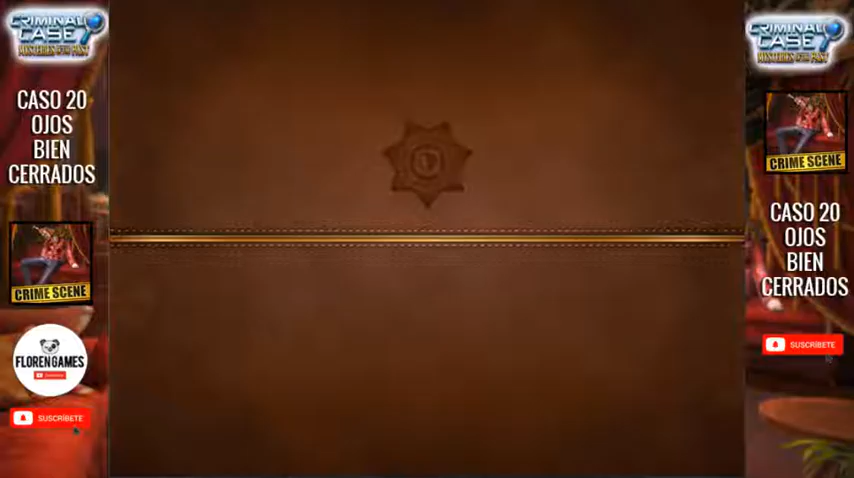 CRIMINAL
CASE
MYSTERIES OF THE PAST
CASO 20
OJOS
BIEN
CERRADOS
CRIME SCENE
FLORENGAMES
SUSCRÍBETE
CRIMINAL
CASE
MYSTERIES OF THE PAST
CRIME SCENE
CASO 20
OJOS
BIEN
CERRADOS
SUSCRÍBETE